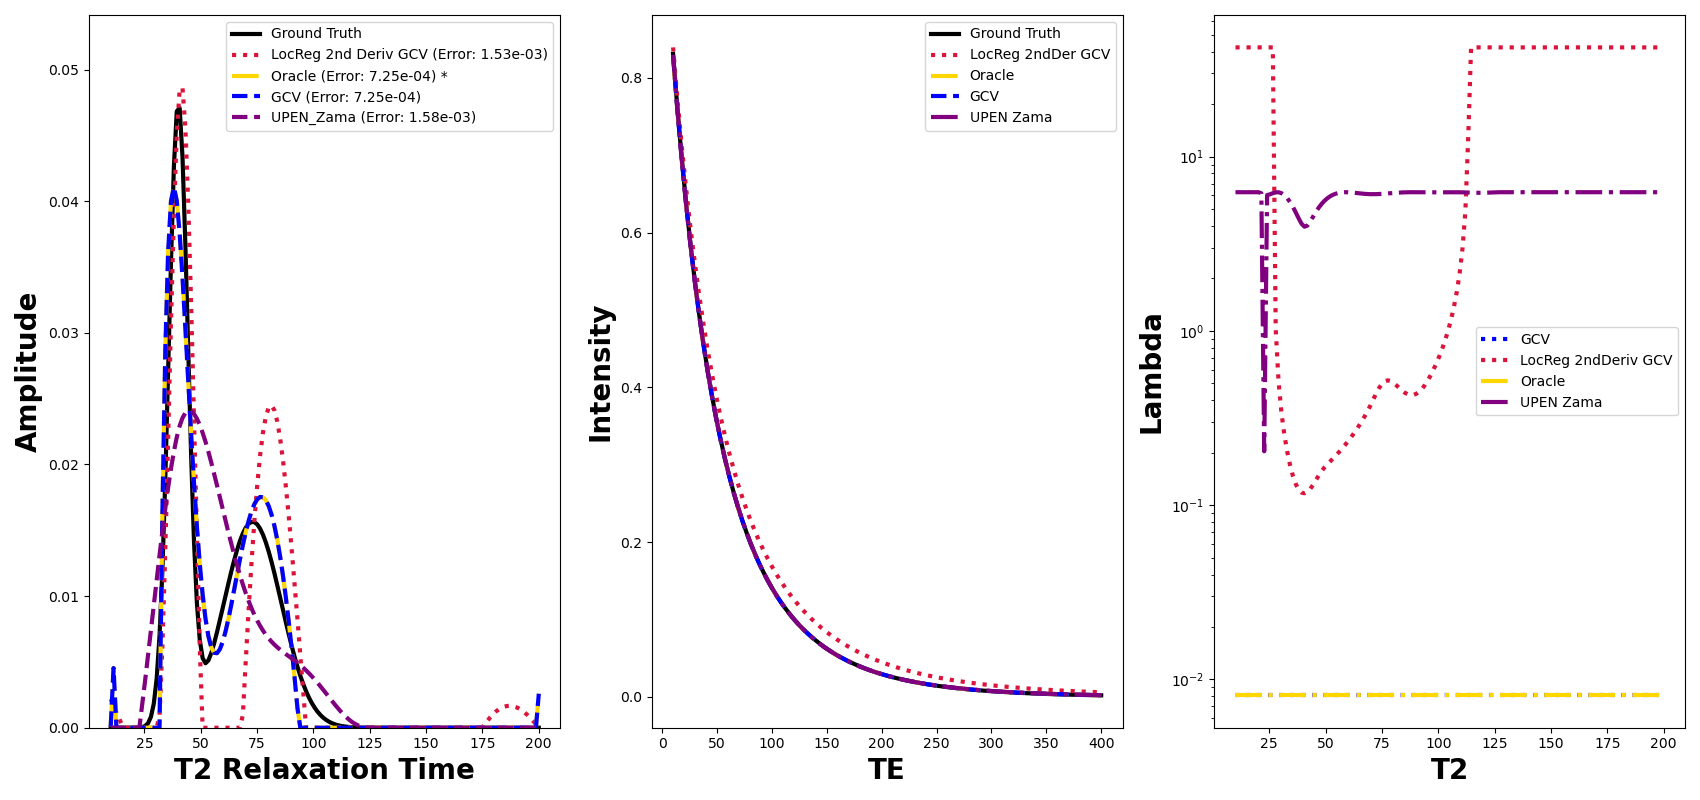 Ground Truth
LocReg 2nd Deriv GCV (Error: 1.53e-03)
Oracle (Error: 7.25e-04) *
GCV (Error: 7.25e-04)
UPEN_Zama (Error: 1.58e-03)
0.05
0.04
0.03
0.02
0.01
0.00
Amplitude
25 50 75 100 125 150 175 200
T2 Relaxation Time
Ground Truth
LocReg 2ndDer GCV
Oracle
GCV
UPEN Zama
0.8
0.6
0.4
0.2
0.0
Intensity
0 50 100 150 200 250 300 350 400
TE
10¹
10⁰
10⁻¹
10⁻²
Lambda
GCV
LocReg 2ndDeriv GCV
Oracle
UPEN Zama
25 50 75 100 125 150 175 200
T2